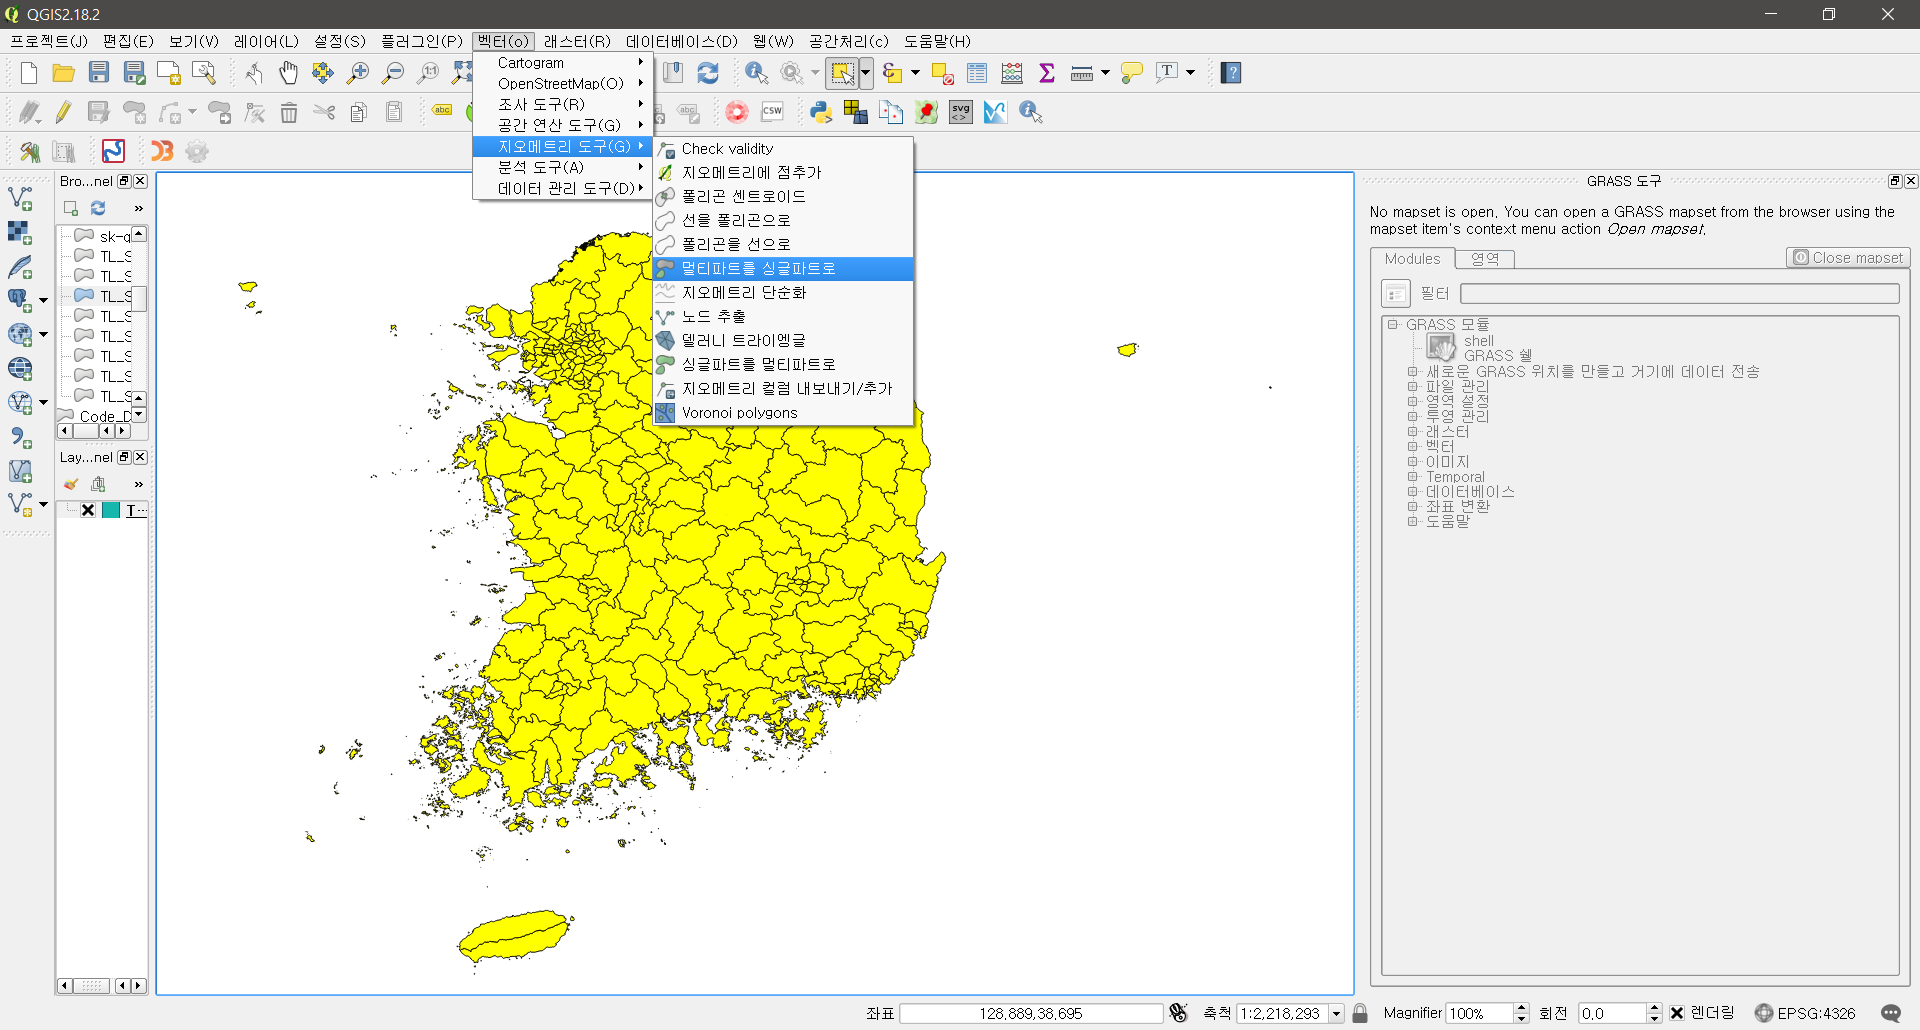 QGIS2.18.2
프로젝트(J) 편집(E) 보기(V) 레이어(L) 설정(S) 플러그인(P) 벡터(o) 래스터(R) 데이터베이스(D) 웹(W) 공간처리(c) 도움말(H)
Cartogram
OpenStreetMap(O)
조사 도구(R)
공간 연산 도구(G)
지오메트리 도구(G)
분석 도구(A)
데이터 관리 도구(D)
Check validity
지오메트리에 점추가
폴리곤 센트로이드
선을 폴리곤으로
폴리곤을 선으로
멀티파트를 싱글파트로
지오메트리 단순화
노드 추출
델러니 트라이엥글
싱글파트를 멀티파트로
지오메트리 컬럼 내보내기/추가
Voronoi polygons
abc
CSW
svg
Bro...nel
sk-q
TL_S
TL_S
TL_S
TL_S
TL_S
TL_S
TL_S
TL_S
Code_D
Lay...nel
T...
GRASS 도구
No mapset is open. You can open a GRASS mapset from the browser using the
mapset item's context menu action Open mapset.
Modules 영역 Close mapset
필터
GRASS 모듈
shell
GRASS 쉘
새로운 GRASS 위치를 만들고 거기에 데이터 전송
파일 관리
영역 설정
투영 관리
래스터
벡터
이미지
Temporal
데이터베이스
좌표 변환
도움말
좌표 128,889,38,695 축척 1:2,218,293 Magnifier 100% 회전 0,0 렌더링 EPSG:4326